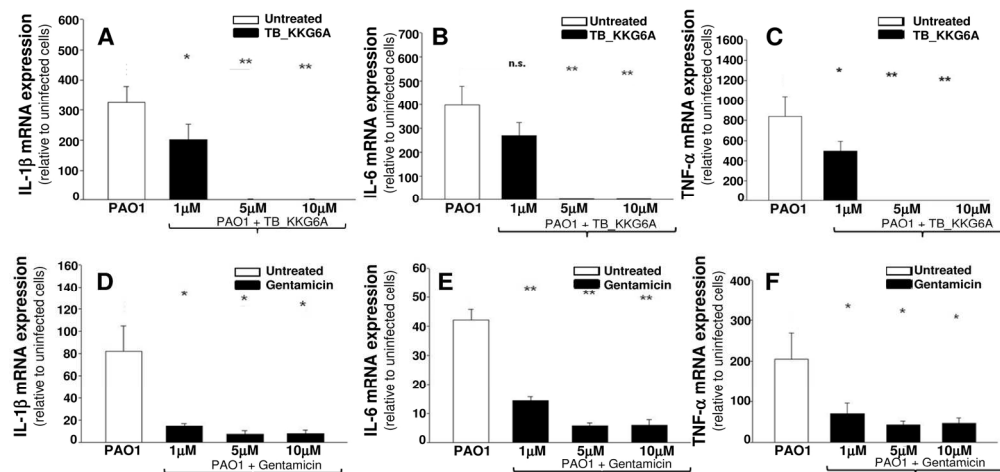 A
Untreated
TB_KKG6A
IL-1β mRNA expression
(relative to uninfected cells)
600
500
400
300
200
100
0
*
**
**
PAO1
1µM
5µM
10µM
PAO1 + TB_KKG6A
B
Untreated
TB_KKG6A
IL-6 mRNA expression
(relative to uninfected cells)
700
600
500
400
300
200
100
0
n.s.
**
**
PAO1
1µM
5µM
10µM
PAO1 + TB_KKG6A
C
Untreated
TB_KKG6A
TNF-α mRNA expression
(relative to uninfected cells)
1600
1400
1200
1000
800
600
400
200
0
*
**
**
PAO1
1µM
5µM
10µM
PAO1 + TB_KKG6A
D
Untreated
Gentamicin
IL-1β mRNA expression
(relative to uninfected cells)
160
140
120
100
80
60
40
20
0
*
*
*
PAO1
1µM
5µM
10µM
PAO1 + Gentamicin
E
Untreated
Gentamicin
IL-6 mRNA expression
(relative to uninfected cells)
60
50
40
30
20
10
0
**
**
**
PAO1
1µM
5µM
10µM
PAO1 + Gentamicin
F
Untreated
Gentamicin
TNF-α mRNA expression
(relative to uninfected cells)
400
300
200
100
0
*
*
*
PAO1
1µM
5µM
10µM
PAO1 + Gentamicin